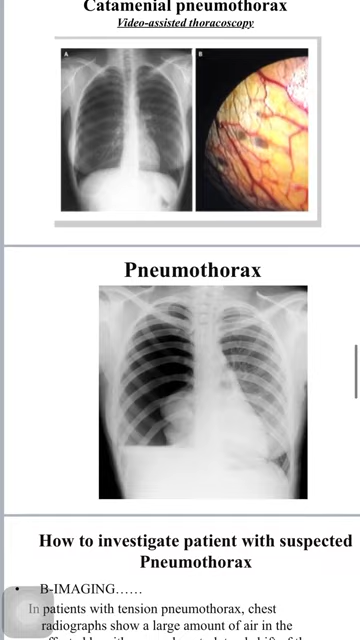 Catamenial pneumothorax
Video-assisted thoracoscopy
A
B
Pneumothorax
How to investigate patient with suspected
Pneumothorax
• B-IMAGING......
In patients with tension pneumothorax, chest
radiographs show a large amount of air in the